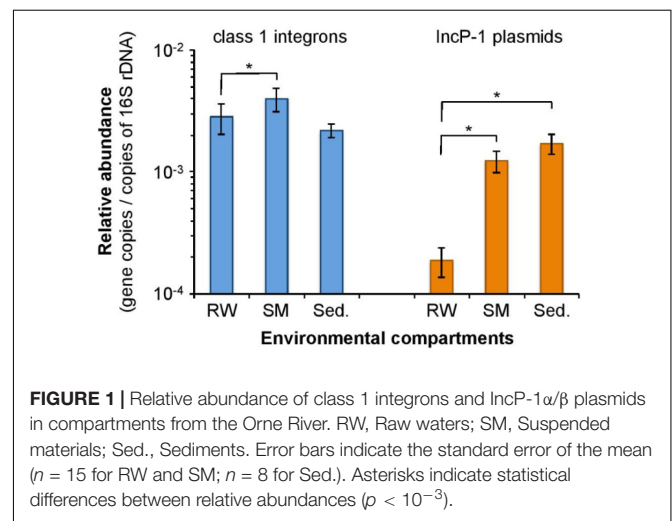 class 1 integrons IncP-1 plasmids
10⁻²
10⁻³
10⁻⁴
Relative abundance
(gene copies / copies of 16S rDNA)
*
*
*
RW SM Sed. RW SM Sed.
Environmental compartments
FIGURE 1 | Relative abundance of class 1 integrons and IncP-1α/β plasmids
in compartments from the Orne River. RW, Raw waters; SM, Suspended
materials; Sed., Sediments. Error bars indicate the standard error of the mean
(n = 15 for RW and SM; n = 8 for Sed.). Asterisks indicate statistical
differences between relative abundances (p < 10⁻³).